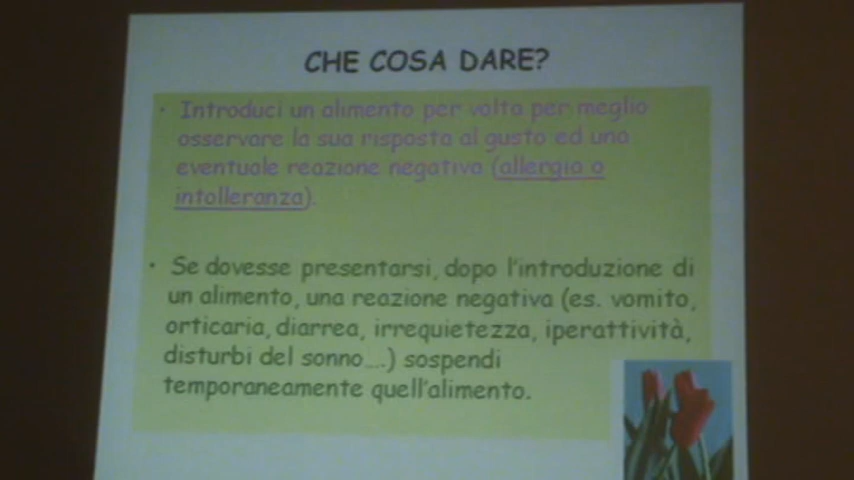 CHE COSA DARE?
• Introduci un alimento per volta per meglio
osservare la sua risposta al gusto ed una
eventuale reazione negativa (allergia o
intolleranza).
• Se dovesse presentarsi, dopo l'introduzione di
un alimento, una reazione negativa (es. vomito,
orticaria, diarrea, irrequietezza, iperattività,
disturbi del sonno….) sospendi
temporaneamente quell'alimento.